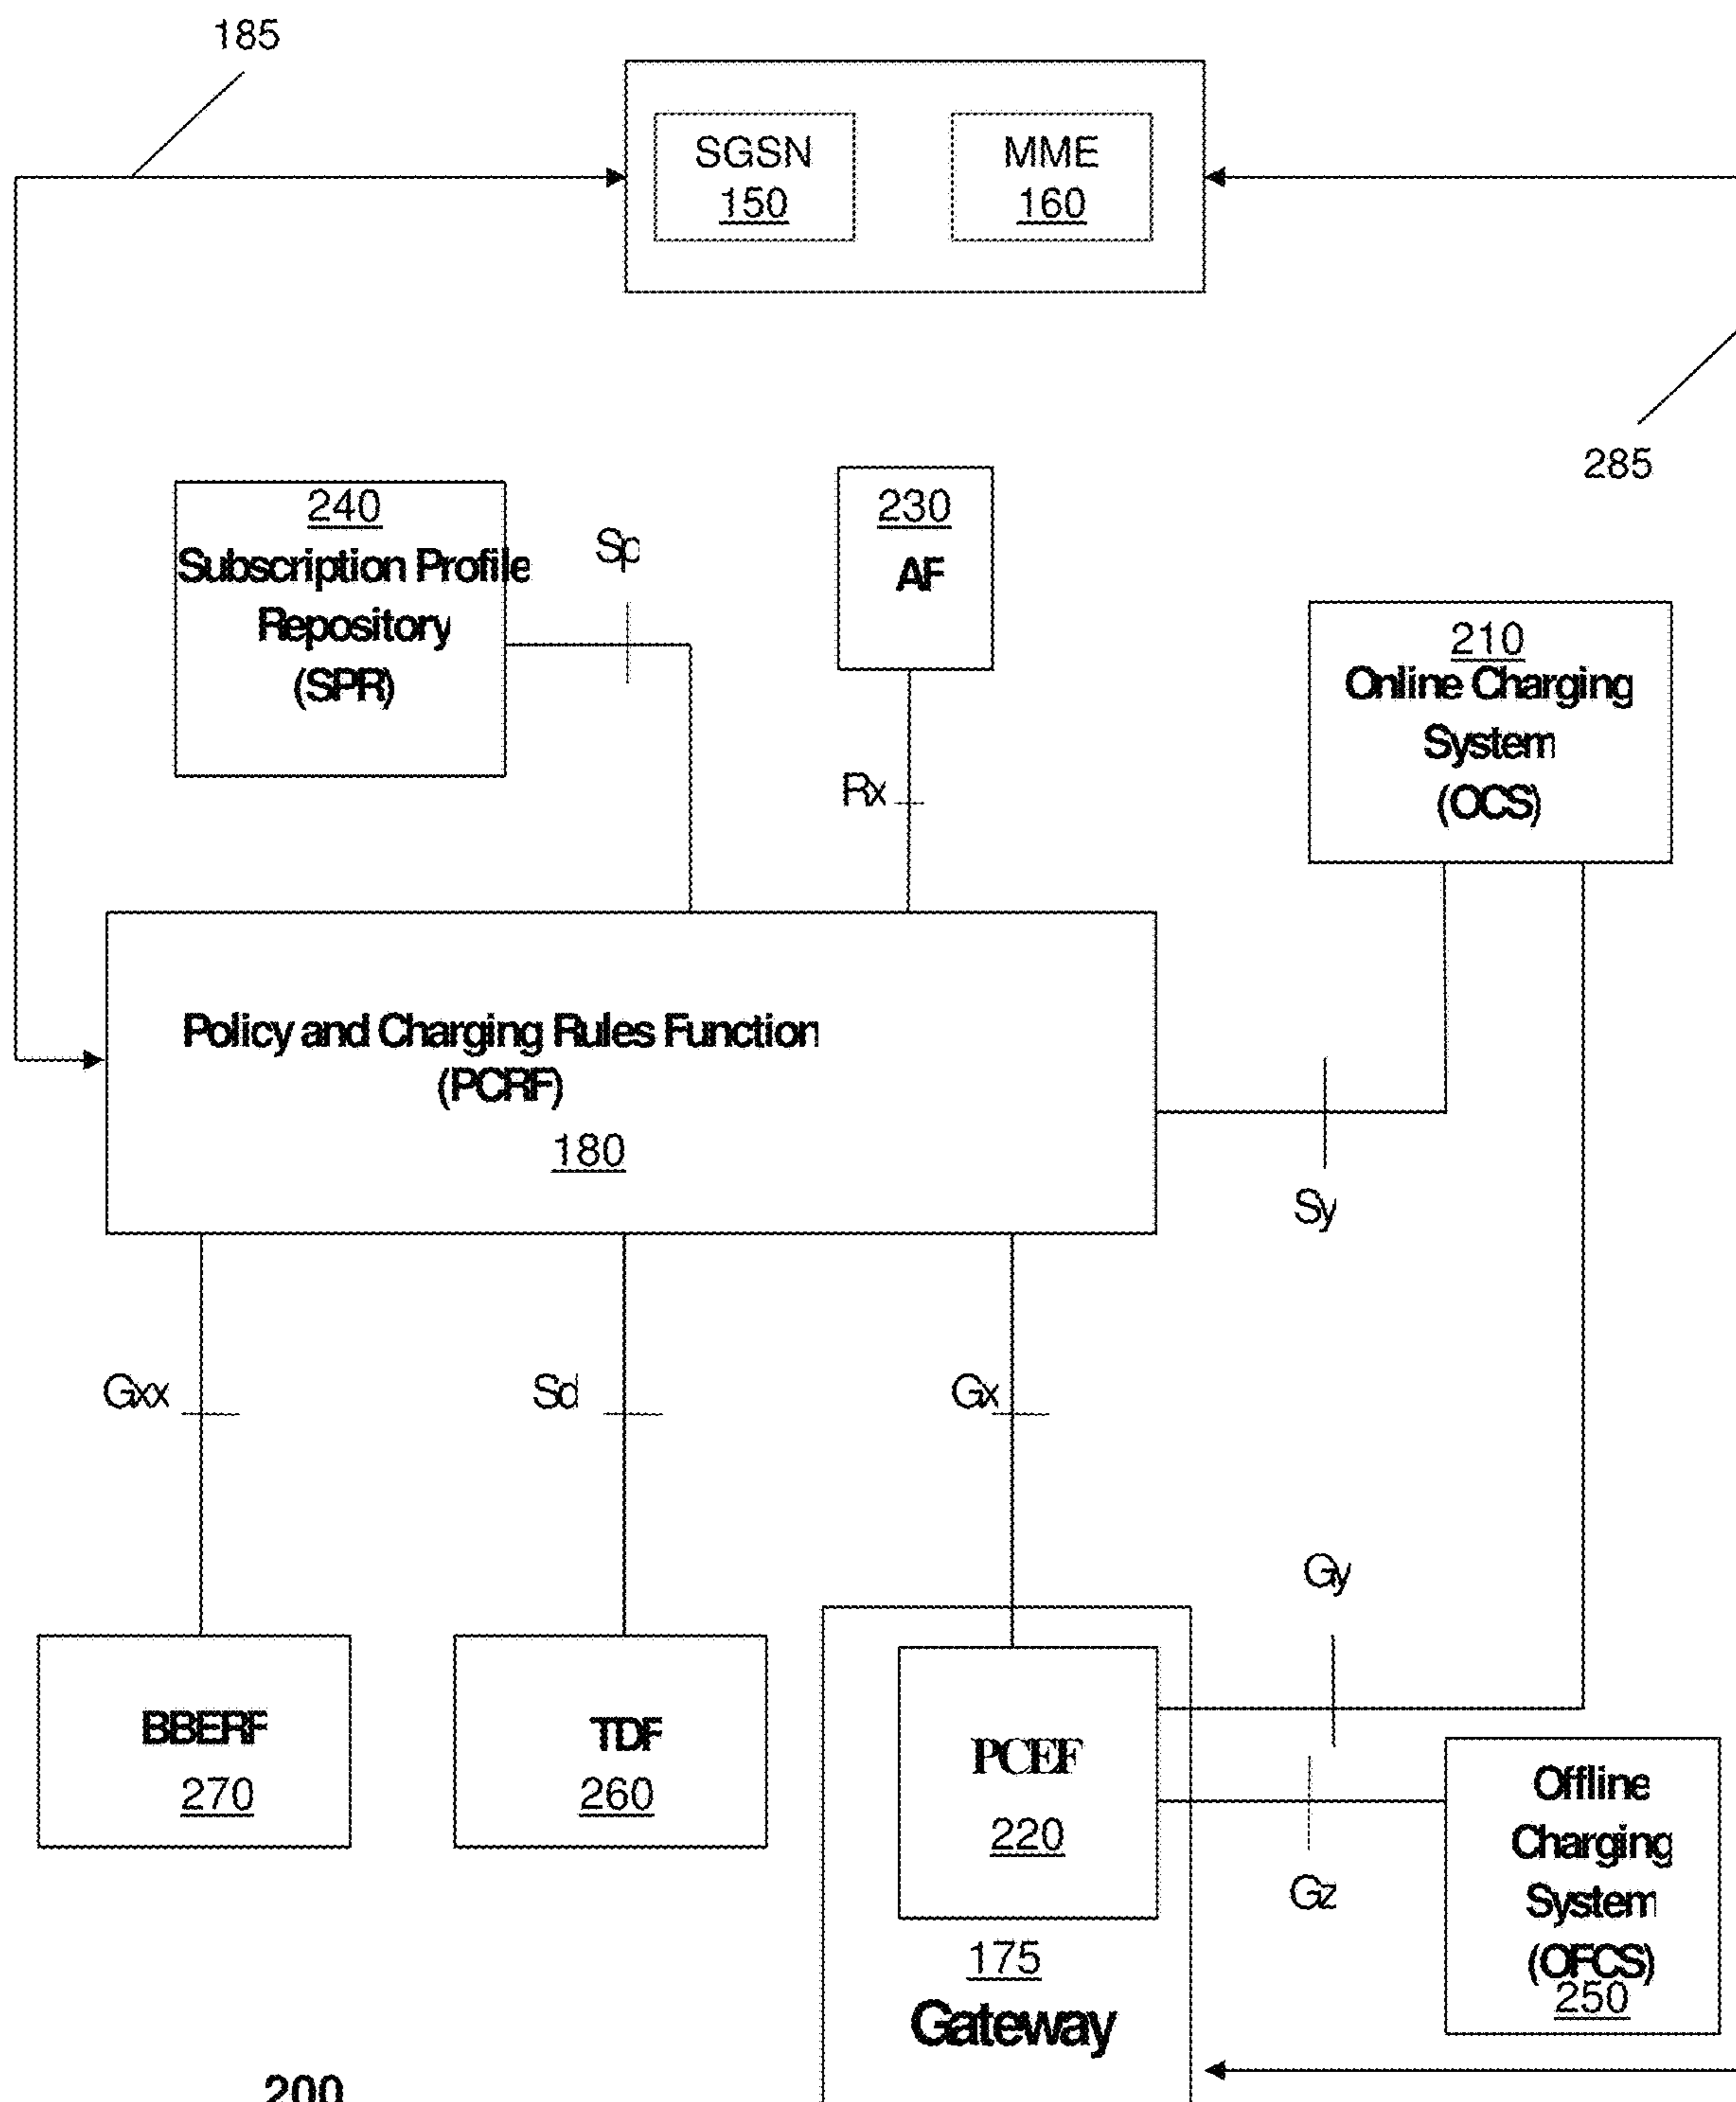 185
SGSN
150
MME
160
285
240
Subscription Profile
Repository
(SPR)
Sp
230
AF
210
Online Charging
System
(OCS)
Rx
Policy and Charging Rules Function
(PCRF)
180
Sy
Gxx
Sd
Gx
Gy
BBERF
270
TDF
260
PCEF
220
Gz
Offline
Charging
System
(OFCS)
250
175
Gateway
200